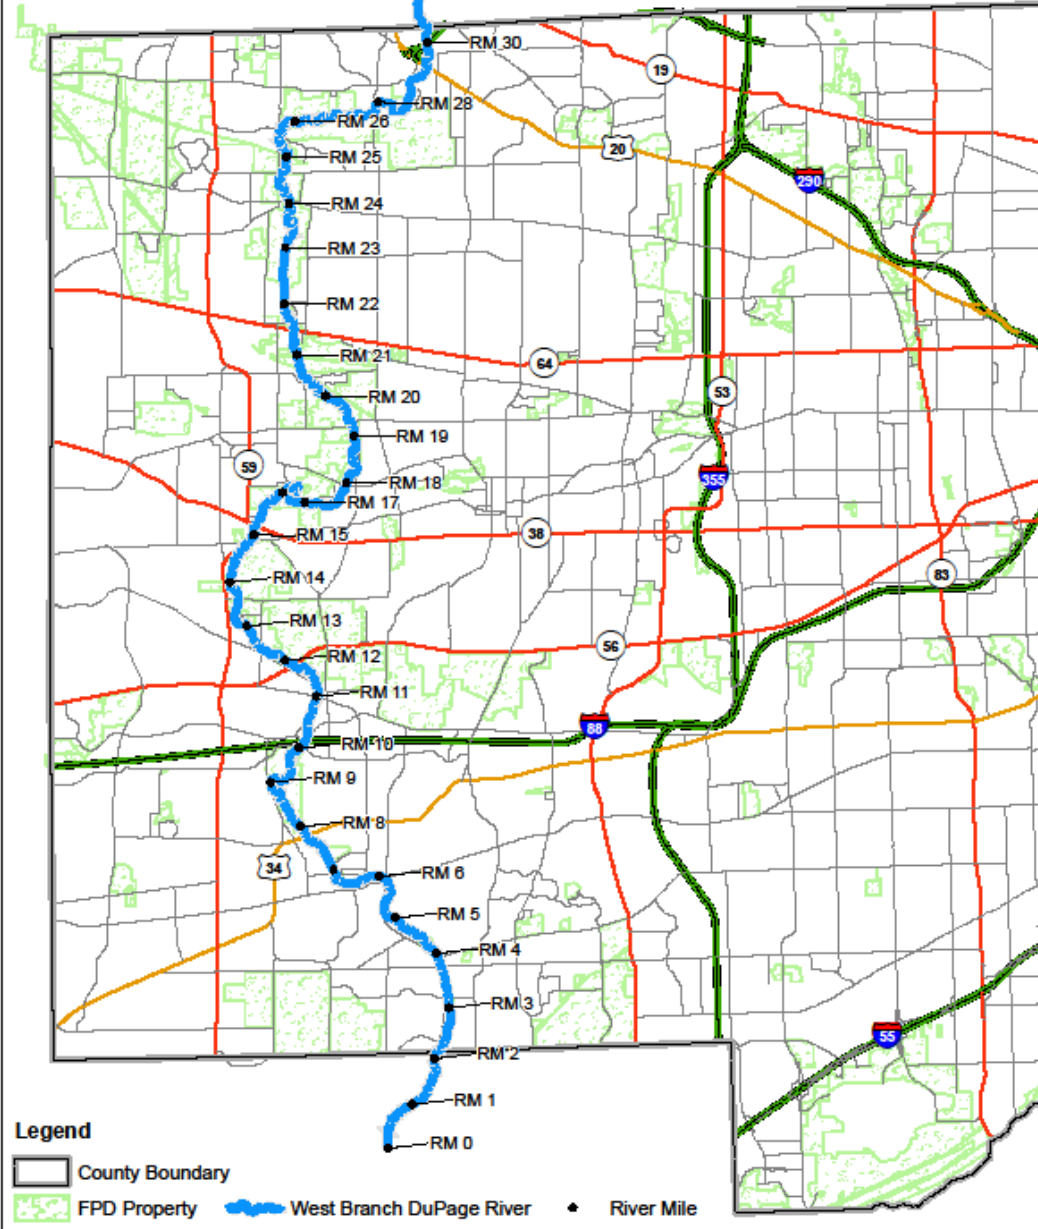 RM 30
19
RM 28
RM 26
20
RM 25
290
RM 24
RM 23
RM 22
RM 21
64
53
RM 20
RM 19
59
355
RM 18
RM 17
38
RM 15
83
RM 14
RM 13
56
RM 12
RM 11
88
RM 10
RM 9
RM 8
34
RM 6
RM 5
RM 4
RM 3
55
RM 2
RM 1
Legend
RM 0
County Boundary
FPD Property West Branch DuPage River River Mile